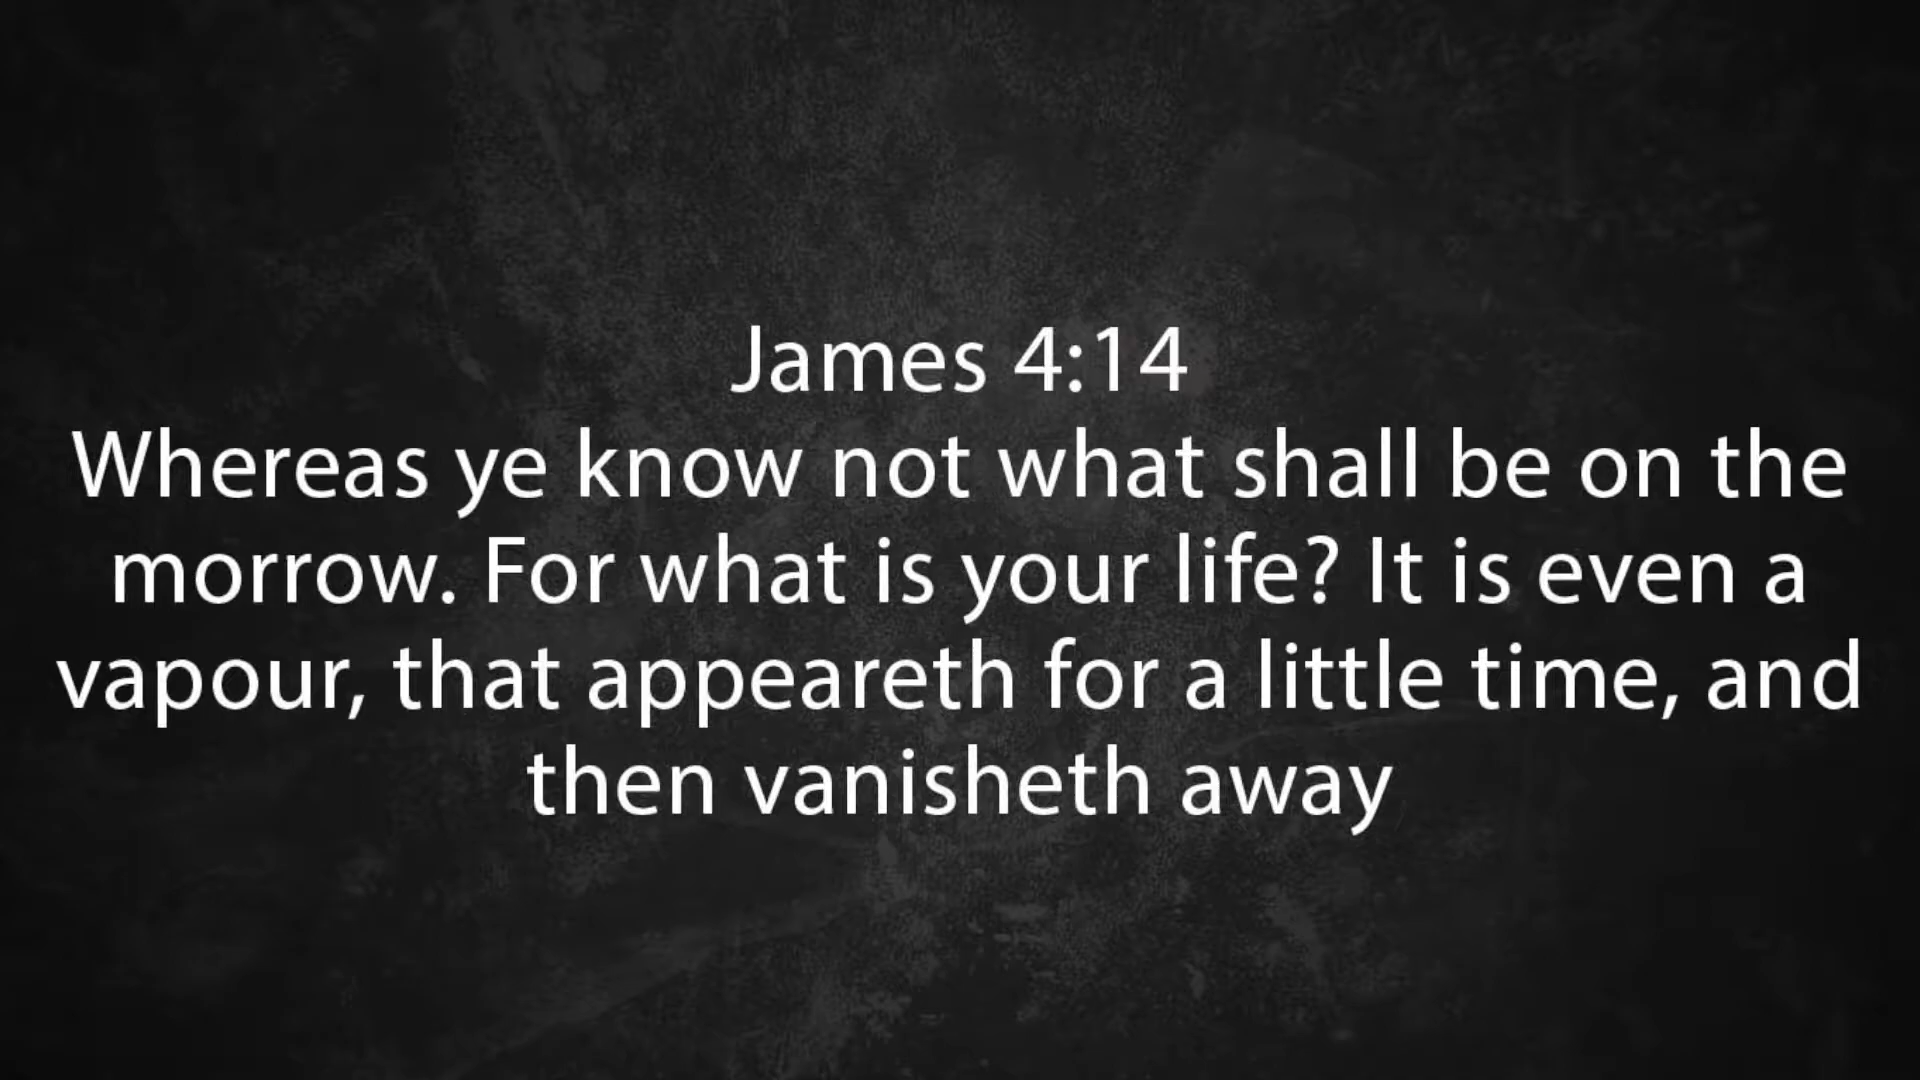 James 4:14
Whereas ye know not what shall be on the
morrow. For what is your life? It is even a
vapour, that appeareth for a little time, and
then vanisheth away